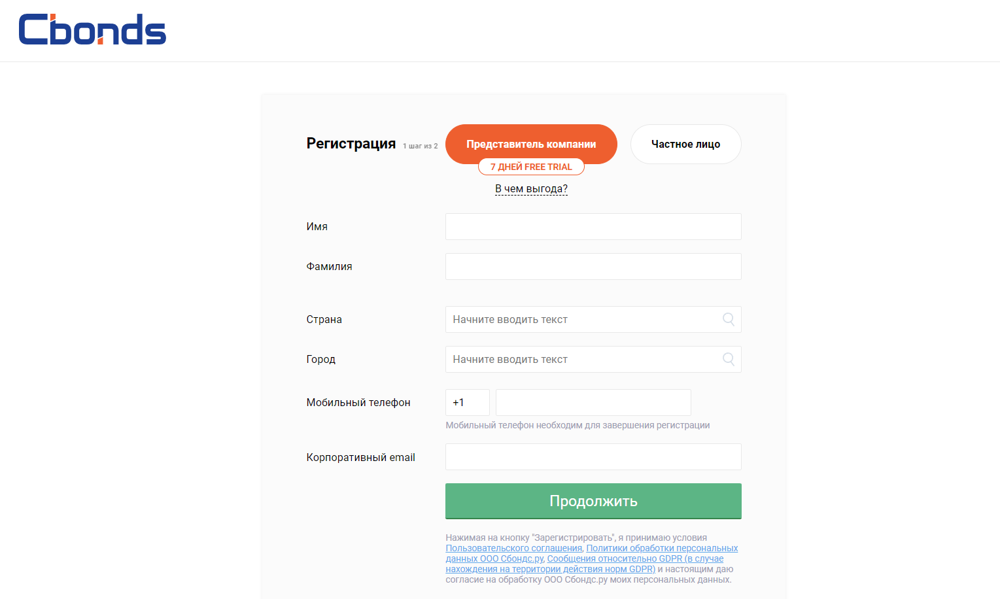 Cbonds
Регистрация 1 шаг из 2 Представитель компании Частное лицо
7 ДНЕЙ FREE TRIAL
В чем выгода?
Имя
Фамилия
Страна Начните вводить текст
Город Начните вводить текст
Мобильный телефон +1
Мобильный телефон необходим для завершения регистрации
Корпоративный email
Продолжить
Нажимая на кнопку "Зарегистрировать", я принимаю условия
Пользовательского соглашения, Политики обработки персональных
данных ООО Сбондс.ру, Сообщения относительно GDPR (в случае
нахождения на территории действия норм GDPR) и настоящим даю
согласие на обработку ООО Сбондс.ру моих персональных данных.